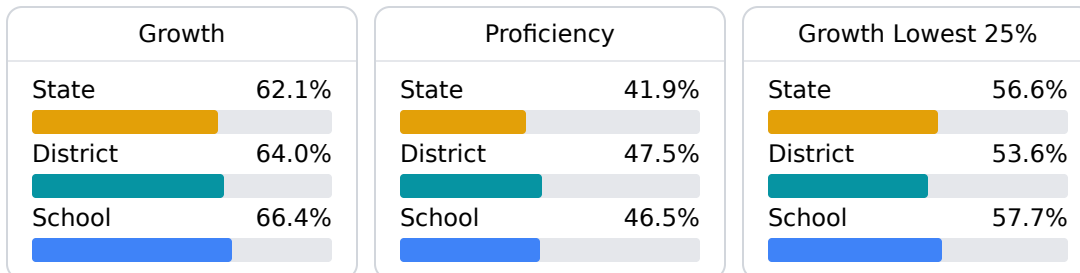 Growth
State 62.1%
District 64.0%
School 66.4%
Proficiency
State 41.9%
District 47.5%
School 46.5%
Growth Lowest 25%
State 56.6%
District 53.6%
School 57.7%